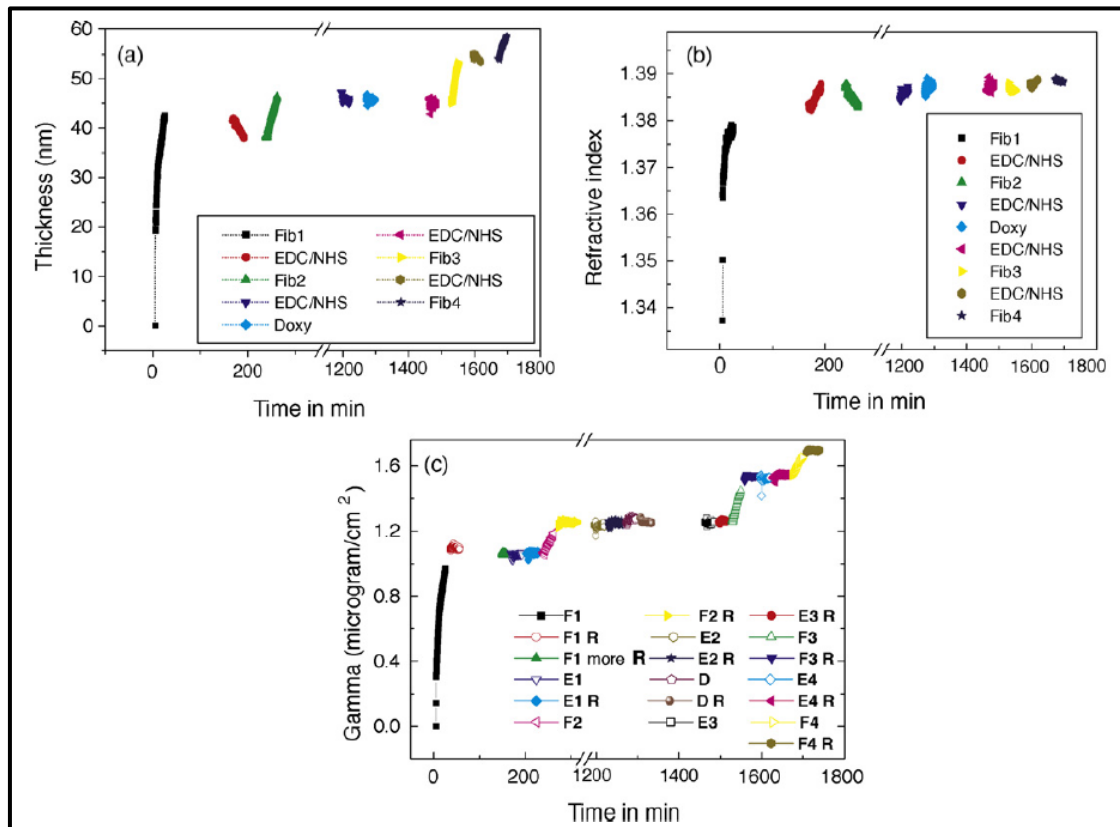 (a)
Thickness (nm)
60
50
40
30
20
10
0
Fib1
EDC/NHS
Fib2
EDC/NHS
Doxy
EDC/NHS
Fib3
EDC/NHS
Fib4
0 200 1200 1400 1600 1800
Time in min
(b)
Refractive index
1.39
1.38
1.37
1.36
1.35
1.34
Fib1
EDC/NHS
Fib2
EDC/NHS
Doxy
EDC/NHS
Fib3
EDC/NHS
Fib4
0 200 1200 1400 1600 1800
Time in min
(c)
Gamma (microgram/cm²)
1.6
1.2
0.8
0.4
0.0
F1
F1 R
F1 more R
E1
E1 R
F2
F2 R
E2
E2 R
D
D R
E3
E3 R
F3
F3 R
E4
E4 R
F4
F4 R
0 200 1200 1400 1600 1800
Time in min